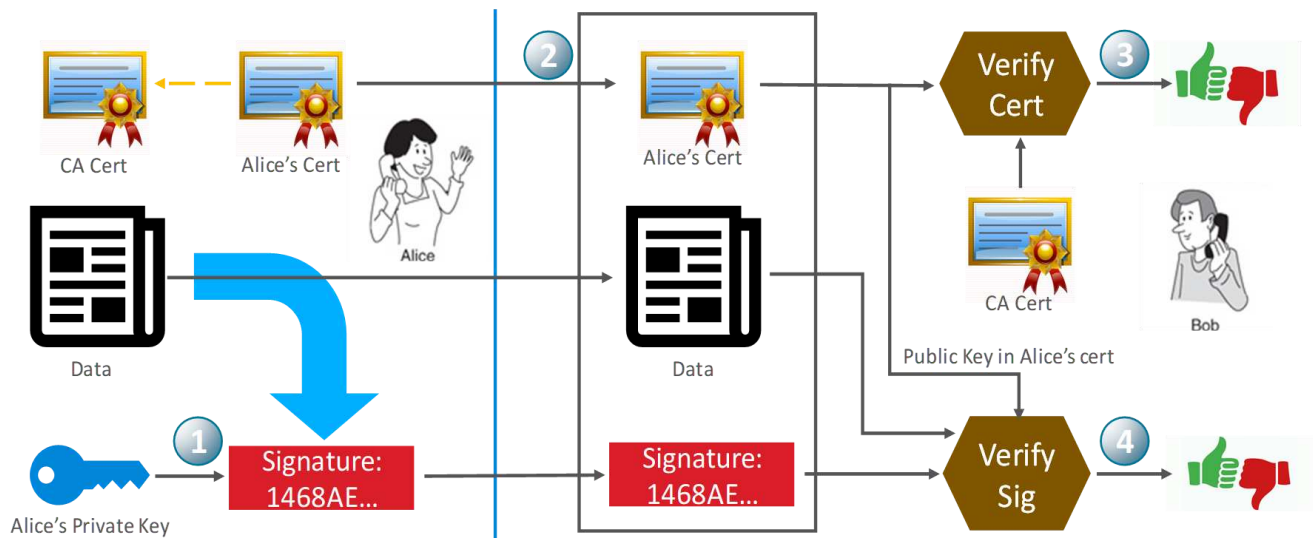 2
3
Verify
Cert
CA Cert
Alice's Cert
Alice's Cert
Alice
CA Cert
Bob
Data
Data
Public Key in Alice's cert
1
Signature:
1468AE...
Signature:
1468AE...
Verify
Sig
4
Alice's Private Key